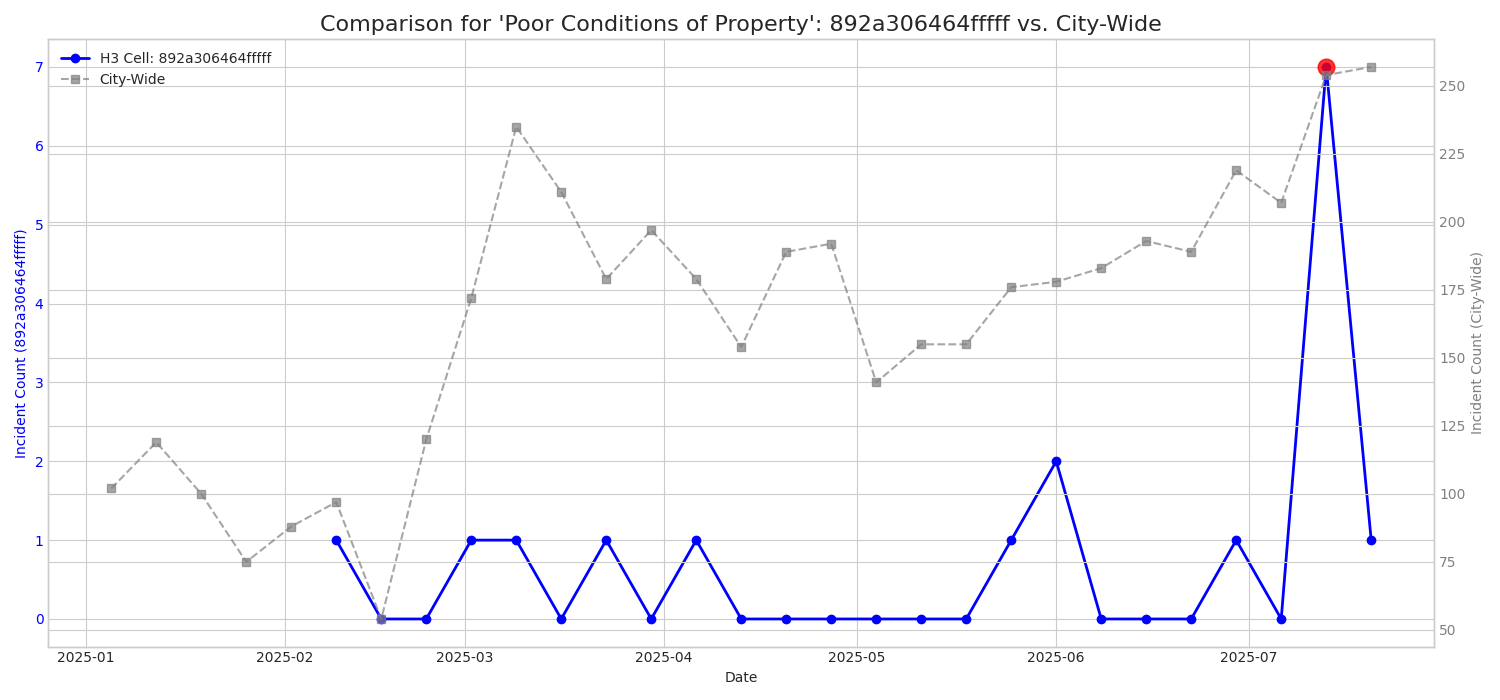 Comparison for 'Poor Conditions of Property': 892a306464fffff vs. City-Wide
H3 Cell: 892a306464fffff
City-Wide
Incident Count (892a306464fffff)
7
6
5
4
3
2
1
0
250
225
200
175
150
125
100
75
50
Incident Count (City-Wide)
2025-01 2025-02 2025-03 2025-04 2025-05 2025-06 2025-07
Date